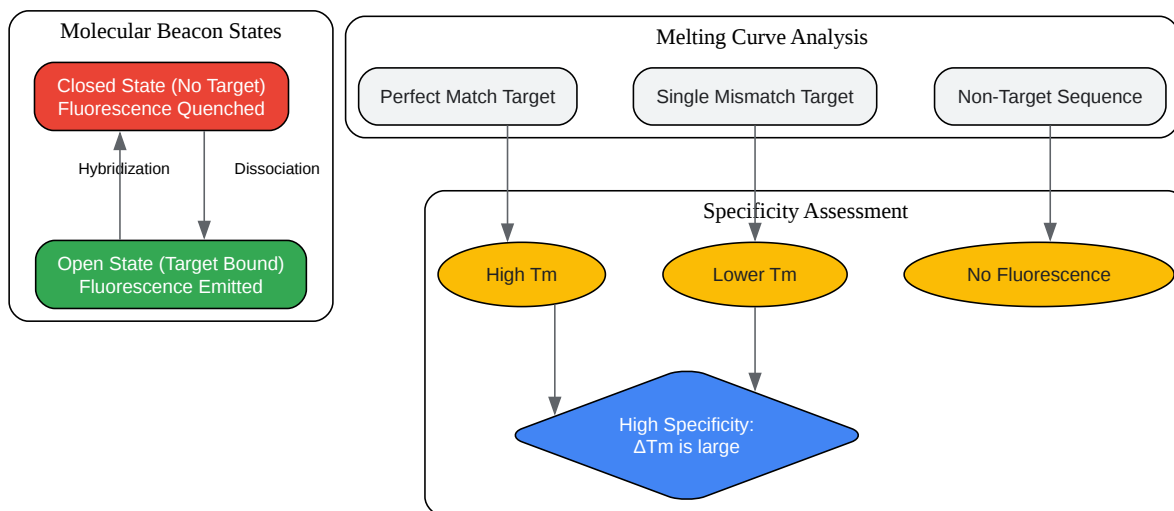 Molecular Beacon States
Closed State (No Target)
Fluorescence Quenched
Hybridization
Dissociation
Open State (Target Bound)
Fluorescence Emitted
Melting Curve Analysis
Perfect Match Target
Single Mismatch Target
Non-Target Sequence
Specificity Assessment
High Tm
Lower Tm
No Fluorescence
High Specificity:
ΔTm is large